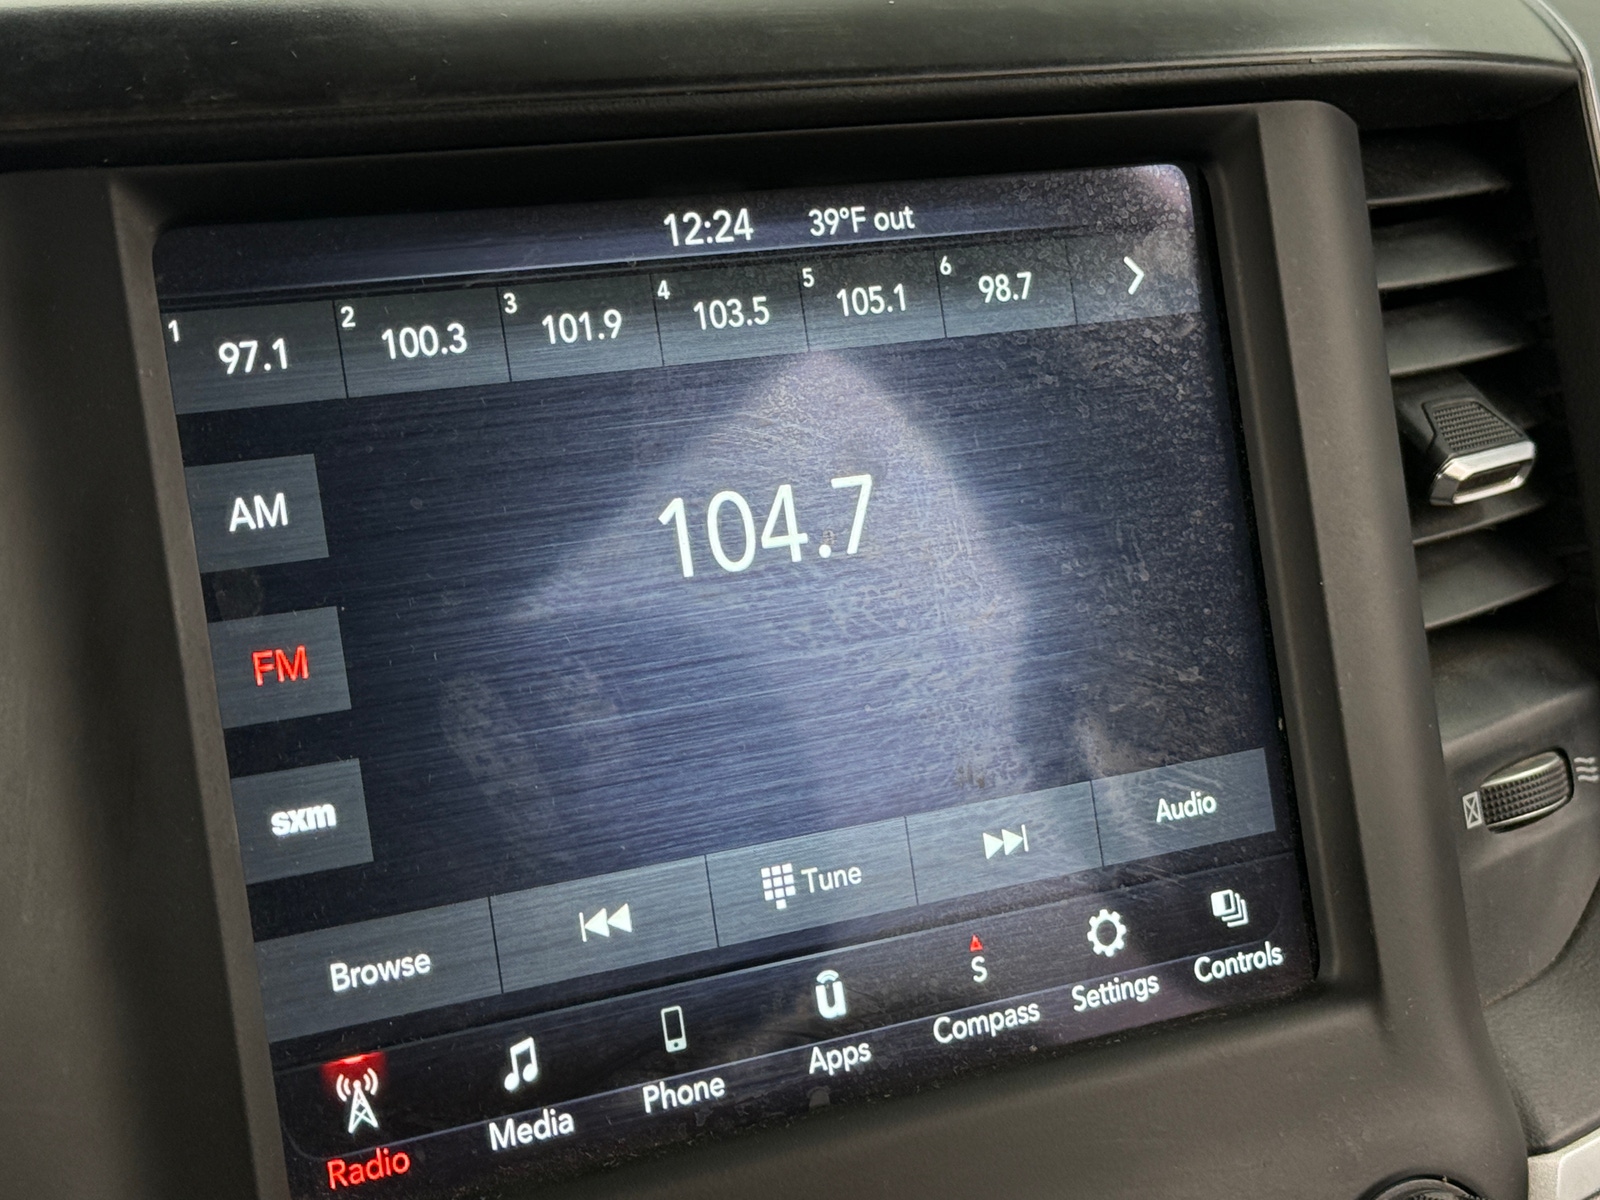 12:24 39°F out
1 97.1 2 100.3 3 101.9 4 103.5 5 105.1 6 98.7
AM
104.7
FM
sxm
Browse Tune Audio
S
Radio Media Phone Apps Compass Settings Controls